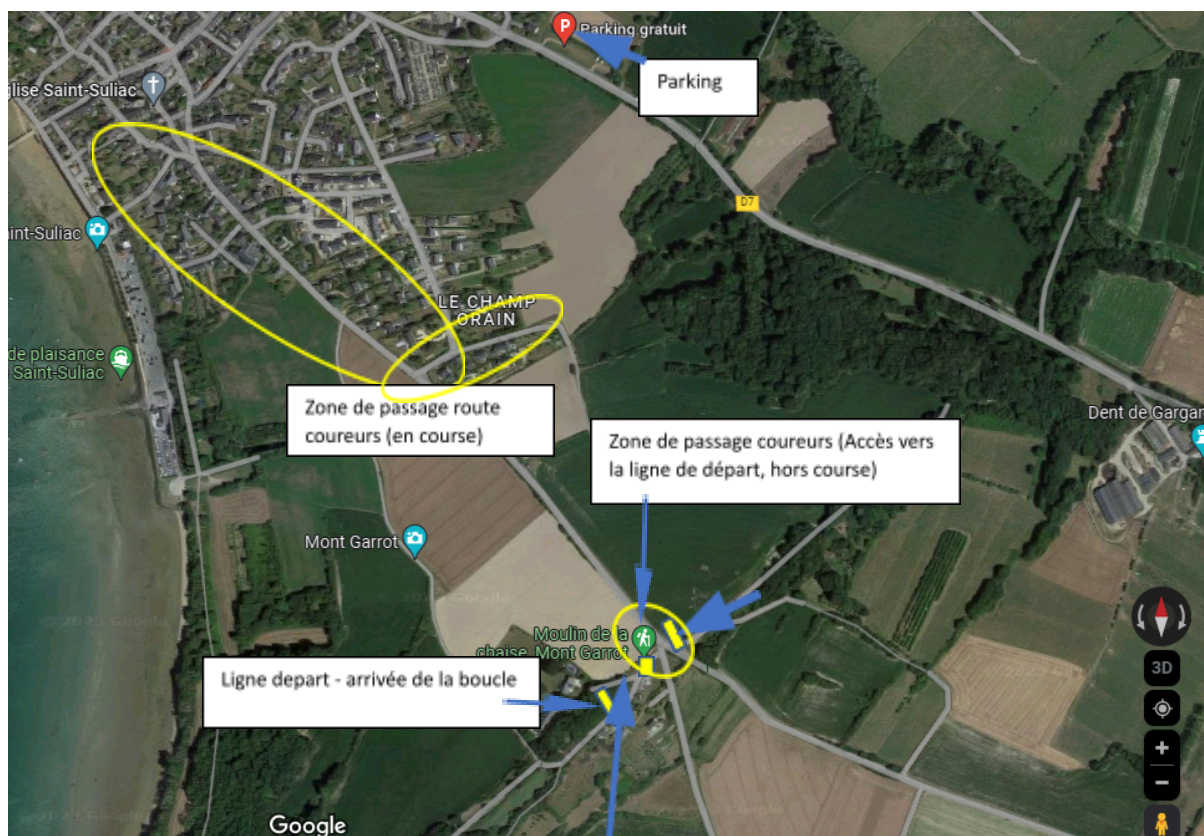 Parking gratuit
Parking
glise Saint-Suliac
D7
aint-Suliac
LE CHAMP
ORAIN
de plaisance
Saint-Suliac
Zone de passage route
coureurs (en course)
Zone de passage coureurs (Accès vers
la ligne de départ, hors course)
Dent de Gargan
Mont Garrot
Moulin de la
chaise, Mont Garrot
Ligne depart - arrivée de la boucle
3D
Google